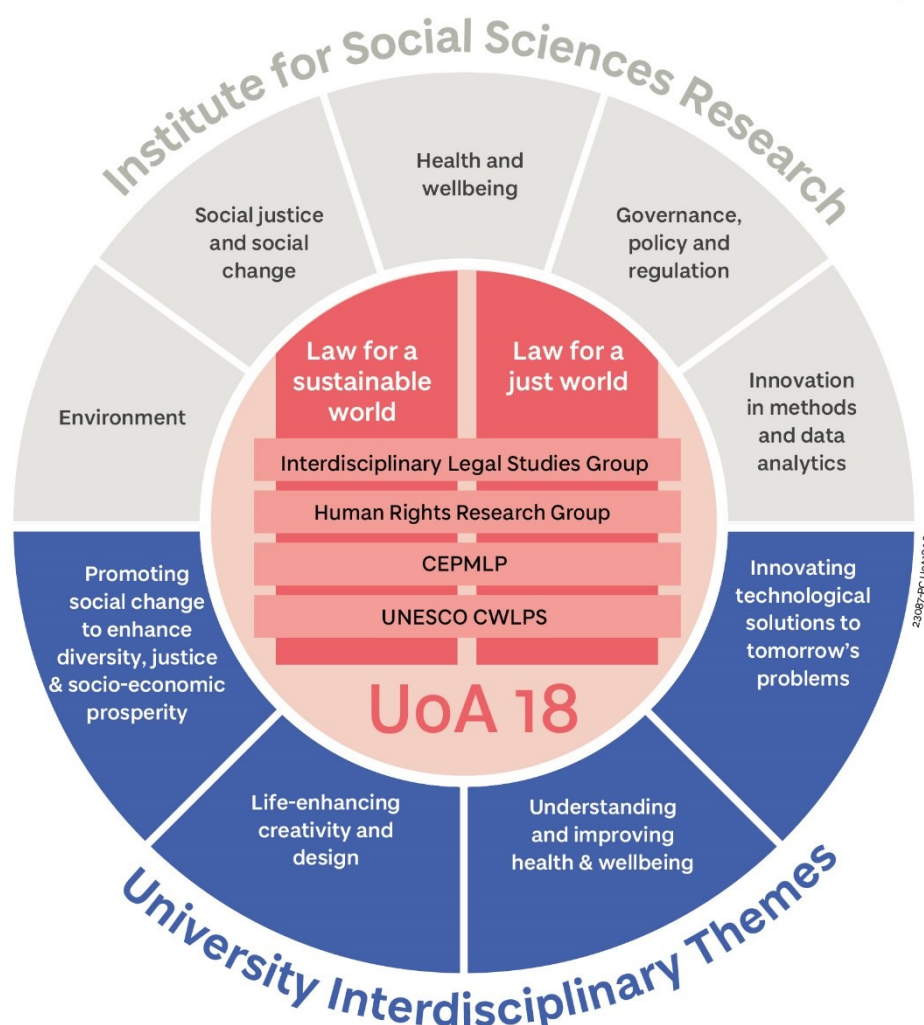 Institute for Social Sciences Research
Health and
wellbeing
Social justice
and social
change
Governance,
policy and
regulation
Environment
Innovation
in methods
and data
analytics
Law for a
sustainable
world
Law for a
just world
Interdisciplinary Legal Studies Group
Human Rights Research Group
CEPMLP
UNESCO CWLPS
UoA 18
Promoting
social change
to enhance
diversity, justice
& socio-economic
prosperity
Life-enhancing
creativity and
design
Understanding
and improving
health & wellbeing
Innovating
technological
solutions to
tomorrow's
problems
University Interdisciplinary Themes